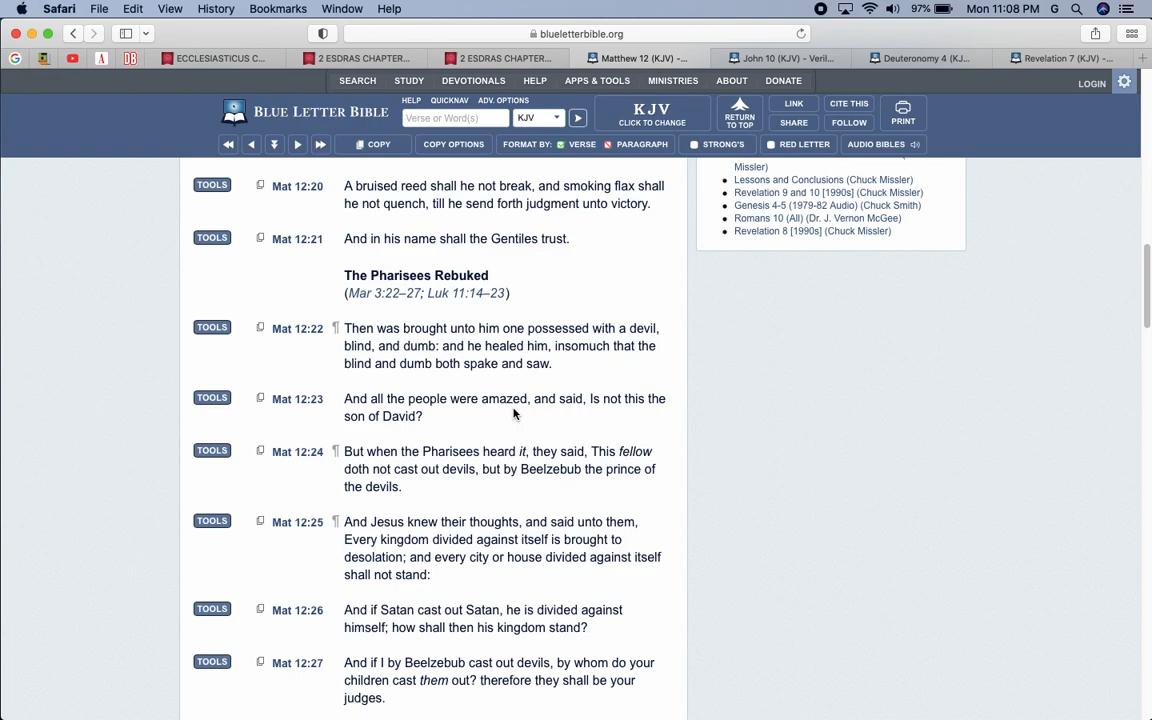 Safari File Edit View History Bookmarks Window Help 97% Mon 11:08 PM G
blueletterbible.org
G A DB ECCLESIASTICUS C... 2 ESDRAS CHAPTER... 2 ESDRAS CHAPTER... Matthew 12 (KJV) -... John 10 (KJV) - Veril... Deuteronomy 4 (KJ... Revelation 7 (KJV) -...
SEARCH STUDY DEVOTIONALS HELP APPS & TOOLS MINISTRIES ABOUT DONATE LOGIN
BLUE LETTER BIBLE
HELP QUICKNAV ADV. OPTIONS
Verse or Word(s) KJV
KJV
CLICK TO CHANGE
RETURN
TO TOP
LINK CITE THIS
SHARE FOLLOW
PRINT
COPY COPY OPTIONS FORMAT BY: VERSE PARAGRAPH STRONG'S RED LETTER AUDIO BIBLES
TOOLS Mat 12:20 A bruised reed shall he not break, and smoking flax shall
he not quench, till he send forth judgment unto victory.
TOOLS Mat 12:21 And in his name shall the Gentiles trust.
The Pharisees Rebuked
(Mar 3:22–27; Luk 11:14–23)
TOOLS Mat 12:22 ¶ Then was brought unto him one possessed with a devil,
blind, and dumb: and he healed him, insomuch that the
blind and dumb both spake and saw.
TOOLS Mat 12:23 And all the people were amazed, and said, Is not this the
son of David?
TOOLS Mat 12:24 ¶ But when the Pharisees heard it, they said, This fellow
doth not cast out devils, but by Beelzebub the prince of
the devils.
TOOLS Mat 12:25 ¶ And Jesus knew their thoughts, and said unto them,
Every kingdom divided against itself is brought to
desolation; and every city or house divided against itself
shall not stand:
TOOLS Mat 12:26 And if Satan cast out Satan, he is divided against
himself; how shall then his kingdom stand?
TOOLS Mat 12:27 And if I by Beelzebub cast out devils, by whom do your
children cast them out? therefore they shall be your
judges.
Missler)
Lessons and Conclusions (Chuck Missler)
Revelation 9 and 10 [1990s] (Chuck Missler)
Genesis 4-5 (1979-82 Audio) (Chuck Smith)
Romans 10 (All) (Dr. J. Vernon McGee)
Revelation 8 [1990s] (Chuck Missler)